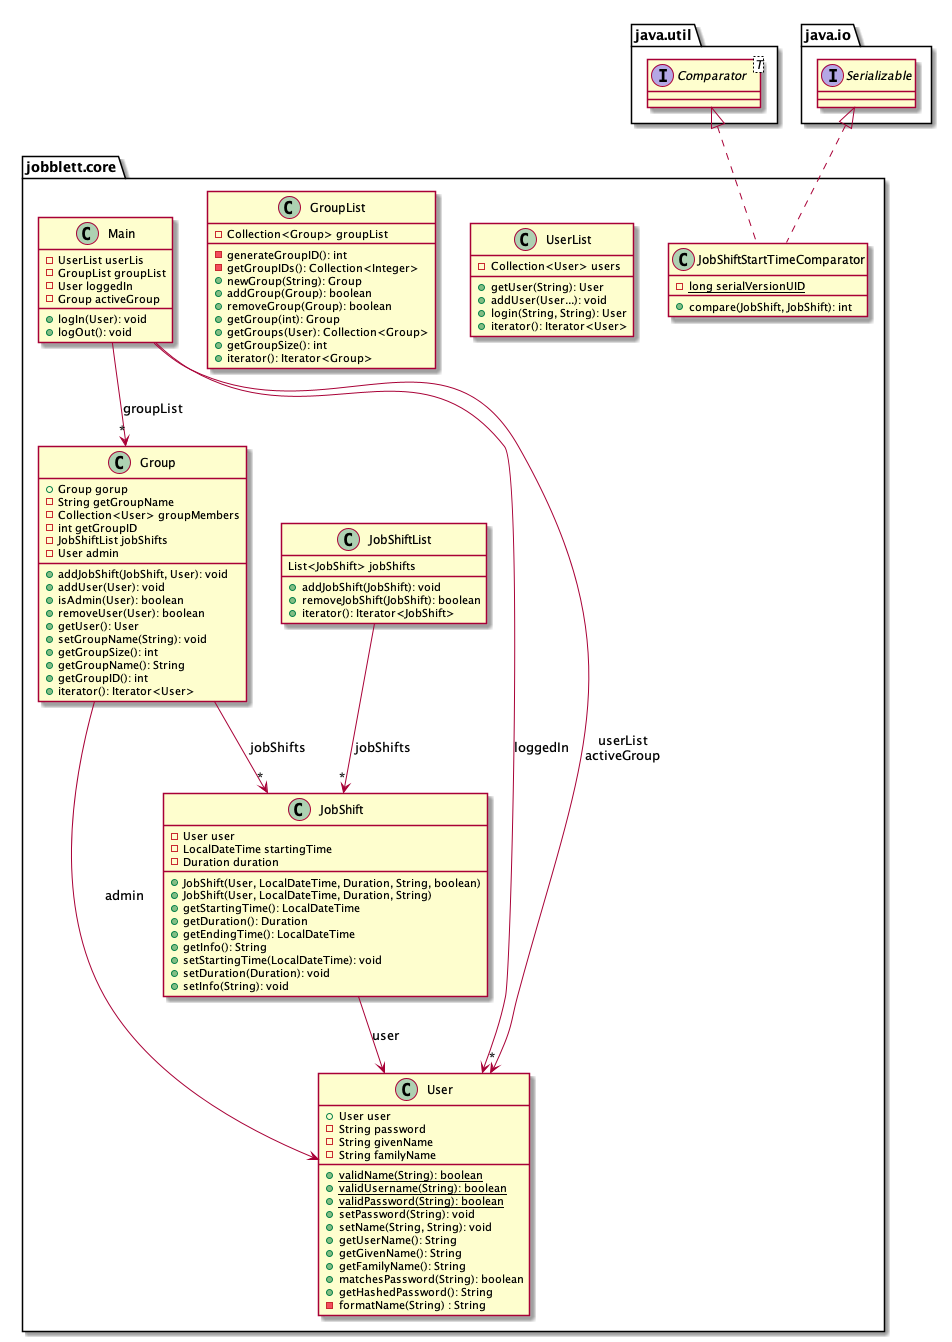 java.util
java.io
I Comparator T
I Serializable
jobblett.core
C Main
UserList userLis
GroupList groupList
User loggedIn
Group activeGroup
logIn(User): void
logOut(): void
C GroupList
Collection<Group> groupList
generateGroupID(): int
getGroupIDs(): Collection<Integer>
newGroup(String): Group
addGroup(Group): boolean
removeGroup(Group): boolean
getGroup(int): Group
getGroups(User): Collection<Group>
getGroupSize(): int
iterator(): Iterator<Group>
C UserList
Collection<User> users
getUser(String): User
addUser(User...): void
login(String, String): User
iterator(): Iterator<User>
C JobShiftStartTimeComparator
long serialVersionUID
compare(JobShift, JobShift): int
groupList
*
C Group
Group gorup
String getGroupName
Collection<User> groupMembers
int getGroupID
JobShiftList jobShifts
User admin
addJobShift(JobShift, User): void
addUser(User): void
isAdmin(User): boolean
removeUser(User): boolean
getUser(): User
setGroupName(String): void
getGroupSize(): int
getGroupName(): String
getGroupID(): int
iterator(): Iterator<User>
C JobShiftList
List<JobShift> jobShifts
addJobShift(JobShift): void
removeJobShift(JobShift): boolean
iterator(): Iterator<JobShift>
jobShifts
*
jobShifts
*
loggedIn
userList
activeGroup
C JobShift
User user
LocalDateTime startingTime
Duration duration
JobShift(User, LocalDateTime, Duration, String, boolean)
JobShift(User, LocalDateTime, Duration, String)
getStartingTime(): LocalDateTime
getDuration(): Duration
getEndingTime(): LocalDateTime
getInfo(): String
setStartingTime(LocalDateTime): void
setDuration(Duration): void
setInfo(String): void
admin
user
*
C User
User user
String password
String givenName
String familyName
validName(String): boolean
validUsername(String): boolean
validPassword(String): boolean
setPassword(String): void
setName(String, String): void
getUserName(): String
getGivenName(): String
getFamilyName(): String
matchesPassword(String): boolean
getHashedPassword(): String
formatName(String) : String